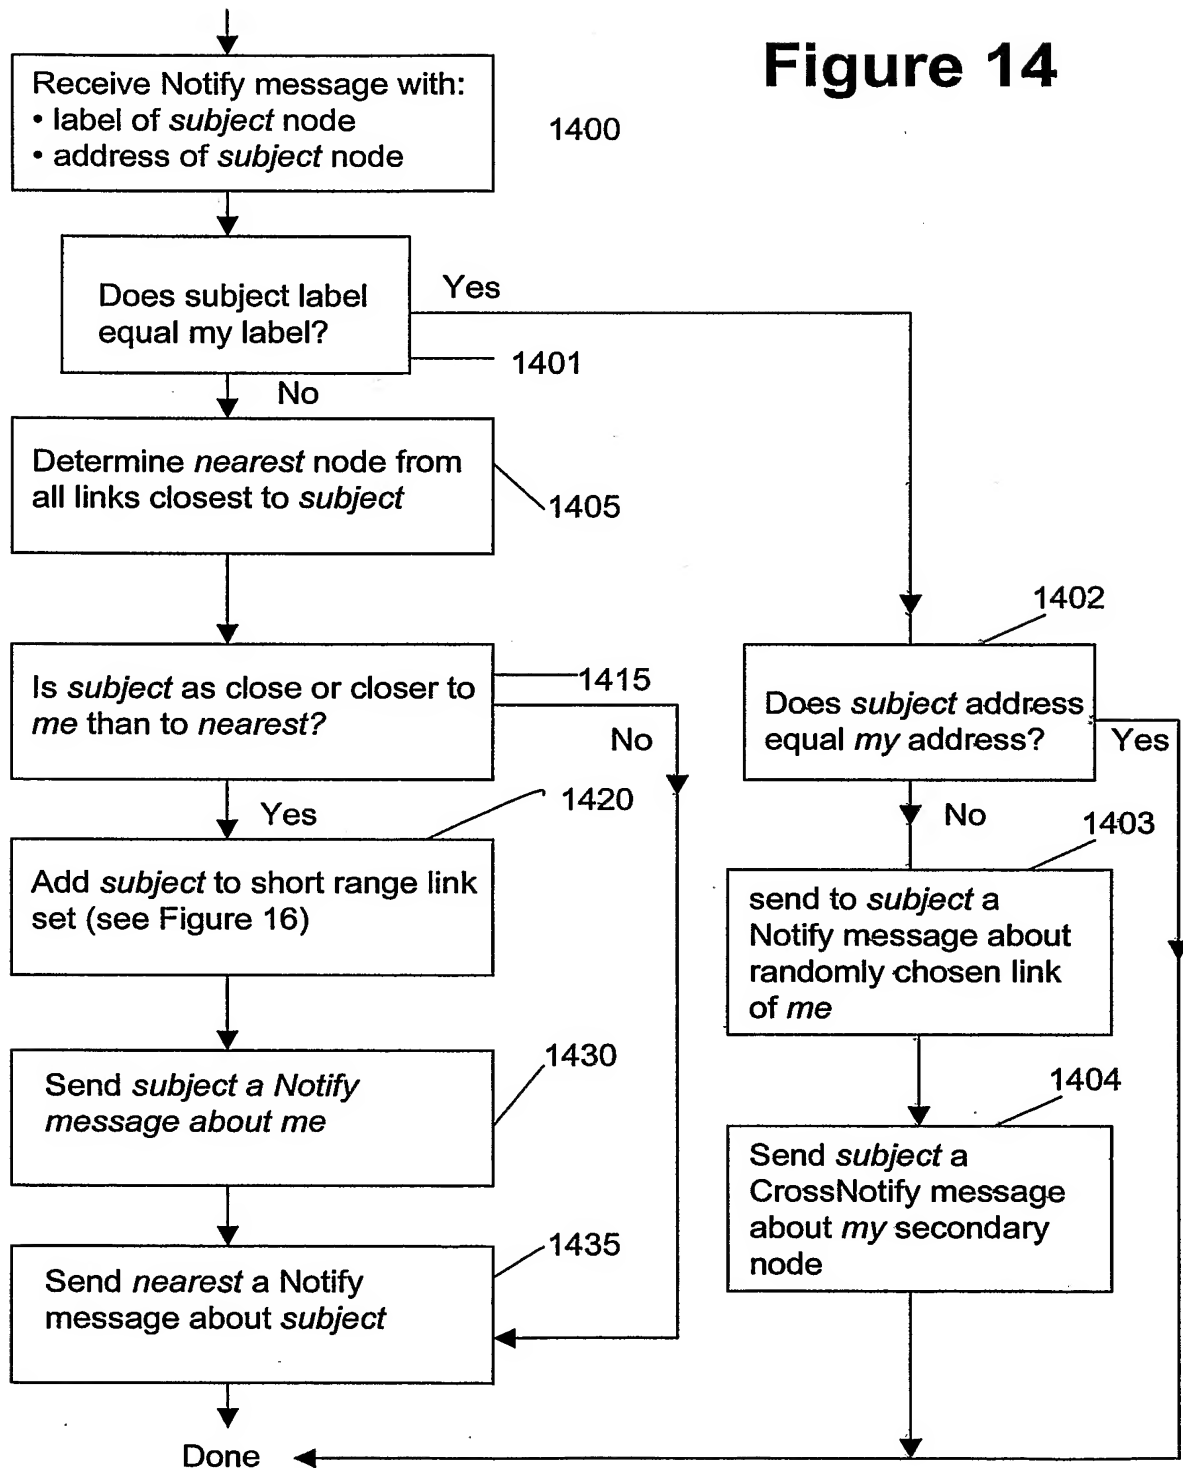 Figure 14
Receive Notify message with:
• label of subject node
• address of subject node
1400
Does subject label
equal my label?
Yes
1401
No
Determine nearest node from
all links closest to subject
1405
Is subject as close or closer to
me than to nearest?
1415
No
Yes
1420
Add subject to short range link
set (see Figure 16)
Send subject a Notify
message about me
1430
Send nearest a Notify
message about subject
1435
1402
Does subject address
equal my address?
Yes
No
1403
send to subject a
Notify message about
randomly chosen link
of me
1404
Send subject a
CrossNotify message
about my secondary
node
Done